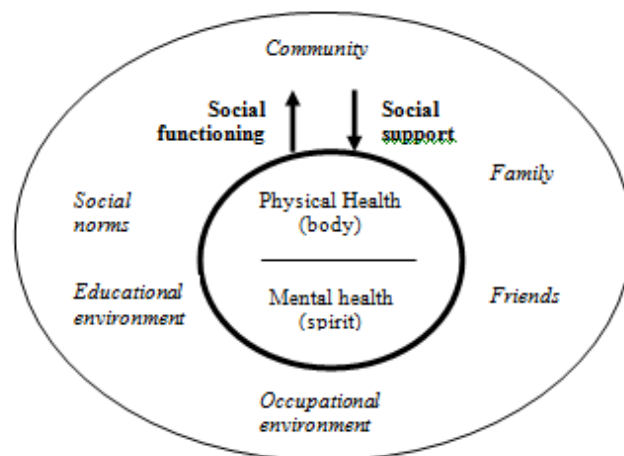 Community
Social
functioning
Social
support
Family
Social
norms
Physical Health
(body)
Educational
environment
Mental health
(spirit)
Friends
Occupational
environment